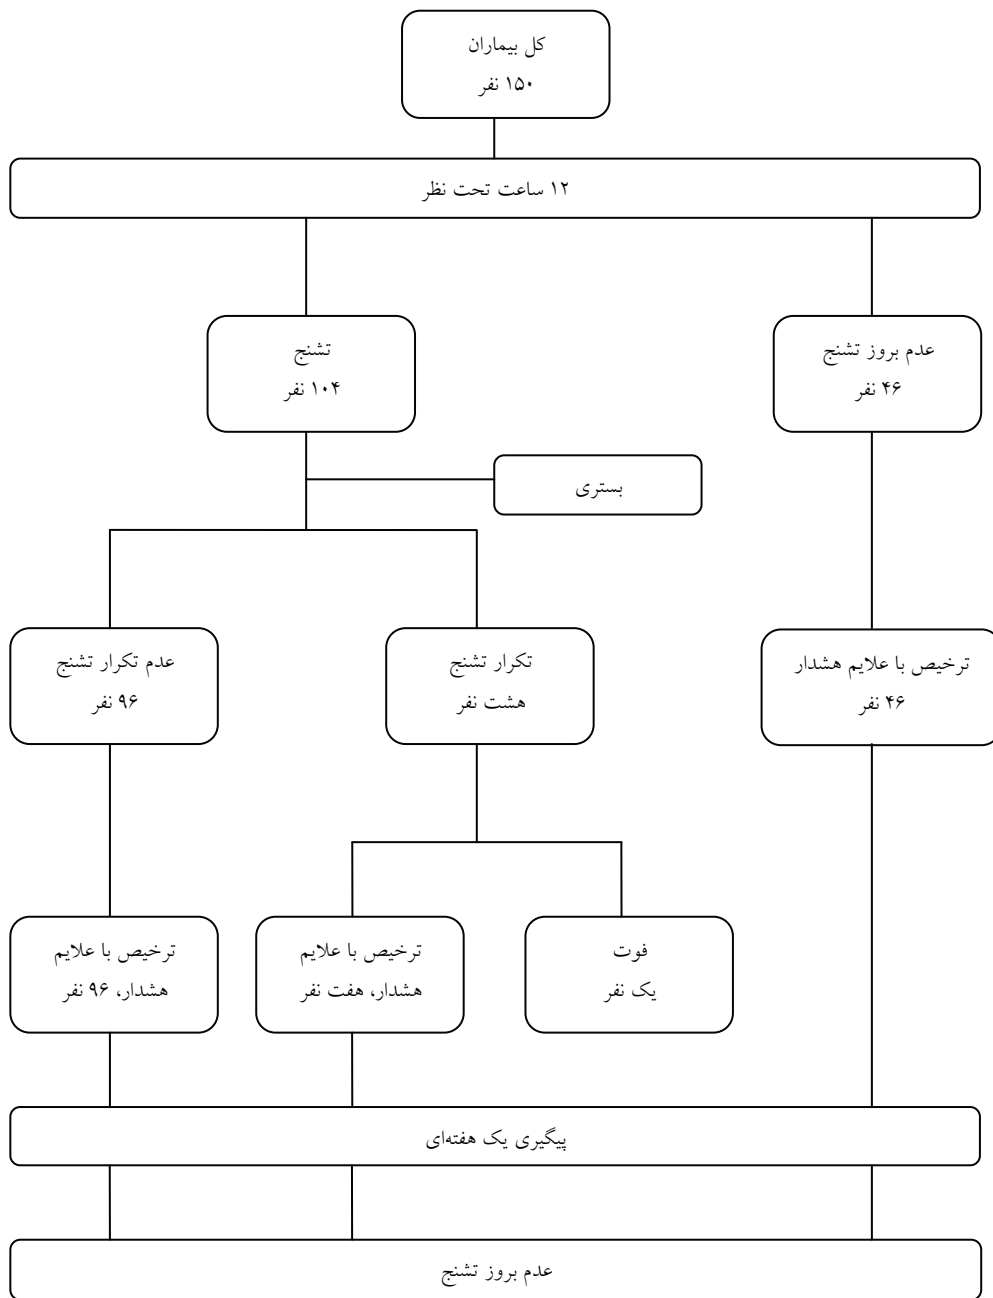 کل بیماران
۱۵۰ نفر
۱۲ ساعت تحت نظر
عدم بروز تشنج
۴۶ نفر
تشنج
۱۰۴ نفر
بستری
ترخیص با علایم هشدار
۴۶ نفر
تکرار تشنج
هشت نفر
عدم تکرار تشنج
۹۶ نفر
فوت
یک نفر
ترخیص با علایم
هشدار، هفت نفر
ترخیص با علایم
هشدار، ۹۶ نفر
پیگیری یک هفته‌ای
عدم بروز تشنج